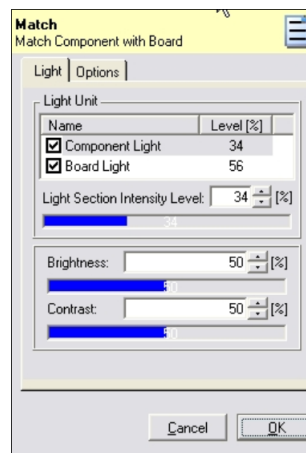 Match
Match Component with Board
Light Options
Light Unit
Name Level [%]
Component Light 34
Board Light 56
Light Section Intensity Level: 34 [%]
34
Brightness: 50 [%]
50
Contrast: 50 [%]
50
Cancel OK